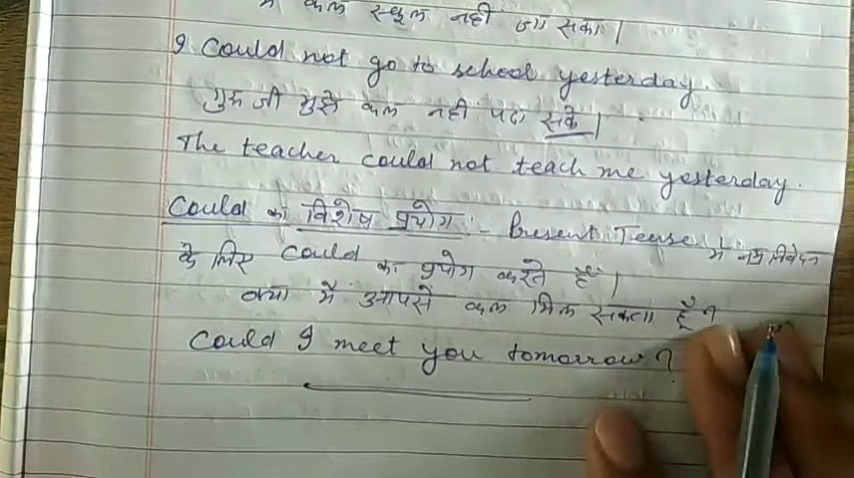 मैं कल स्कूल नही जा सका।
I Could not go to school yesterday.
गुरु जी मुझे कल नही पढा सके।
The teacher could not teach me yesterday.
Could का विशेष प्रयोग :- Present Tense में नम्र निवेदन
के लिए Could का प्रयोग करते हैं।
क्या मैं आपसे कल मिल सकता हूँ?
Could I meet you tomorrow?